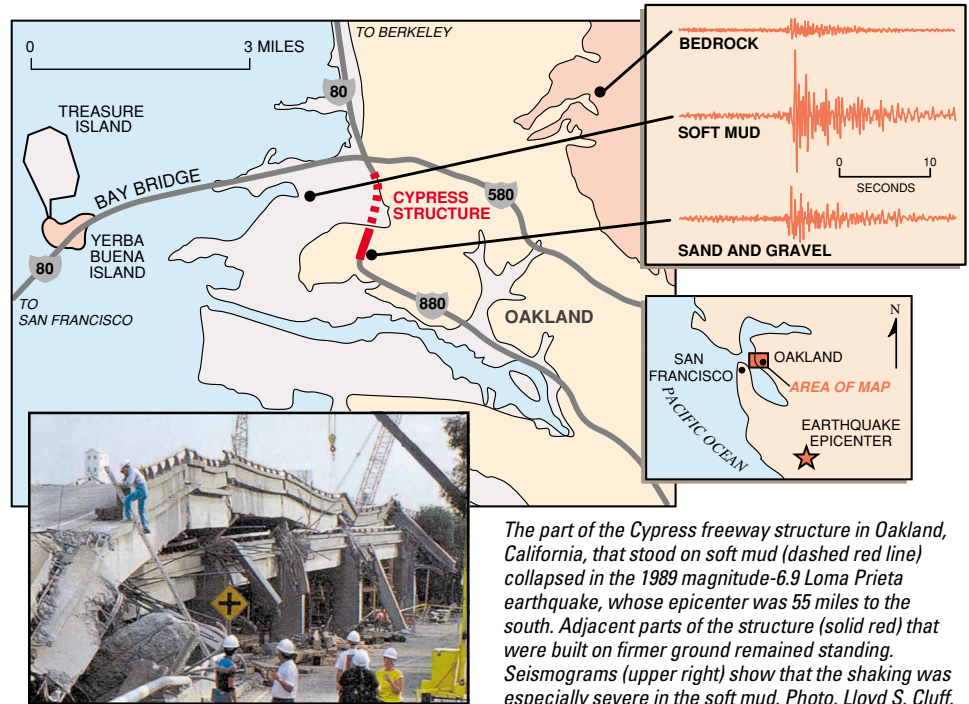 0 3 MILES
TO BERKELEY
80
TREASURE
ISLAND
BAY BRIDGE
YERBA
BUENA
ISLAND
80
TO
SAN FRANCISCO
CYPRESS
STRUCTURE
580
880
OAKLAND
BEDROCK
SOFT MUD
0 10
SECONDS
SAND AND GRAVEL
N
SAN
FRANCISCO
OAKLAND
AREA OF MAP
PACIFIC OCEAN
EARTHQUAKE
EPICENTER
The part of the Cypress freeway structure in Oakland,
California, that stood on soft mud (dashed red line)
collapsed in the 1989 magnitude-6.9 Loma Prieta
earthquake, whose epicenter was 55 miles to the
south. Adjacent parts of the structure (solid red) that
were built on firmer ground remained standing.
Seismograms (upper right) show that the shaking was
especially severe in the soft mud. Photo, Lloyd S. Cluff.